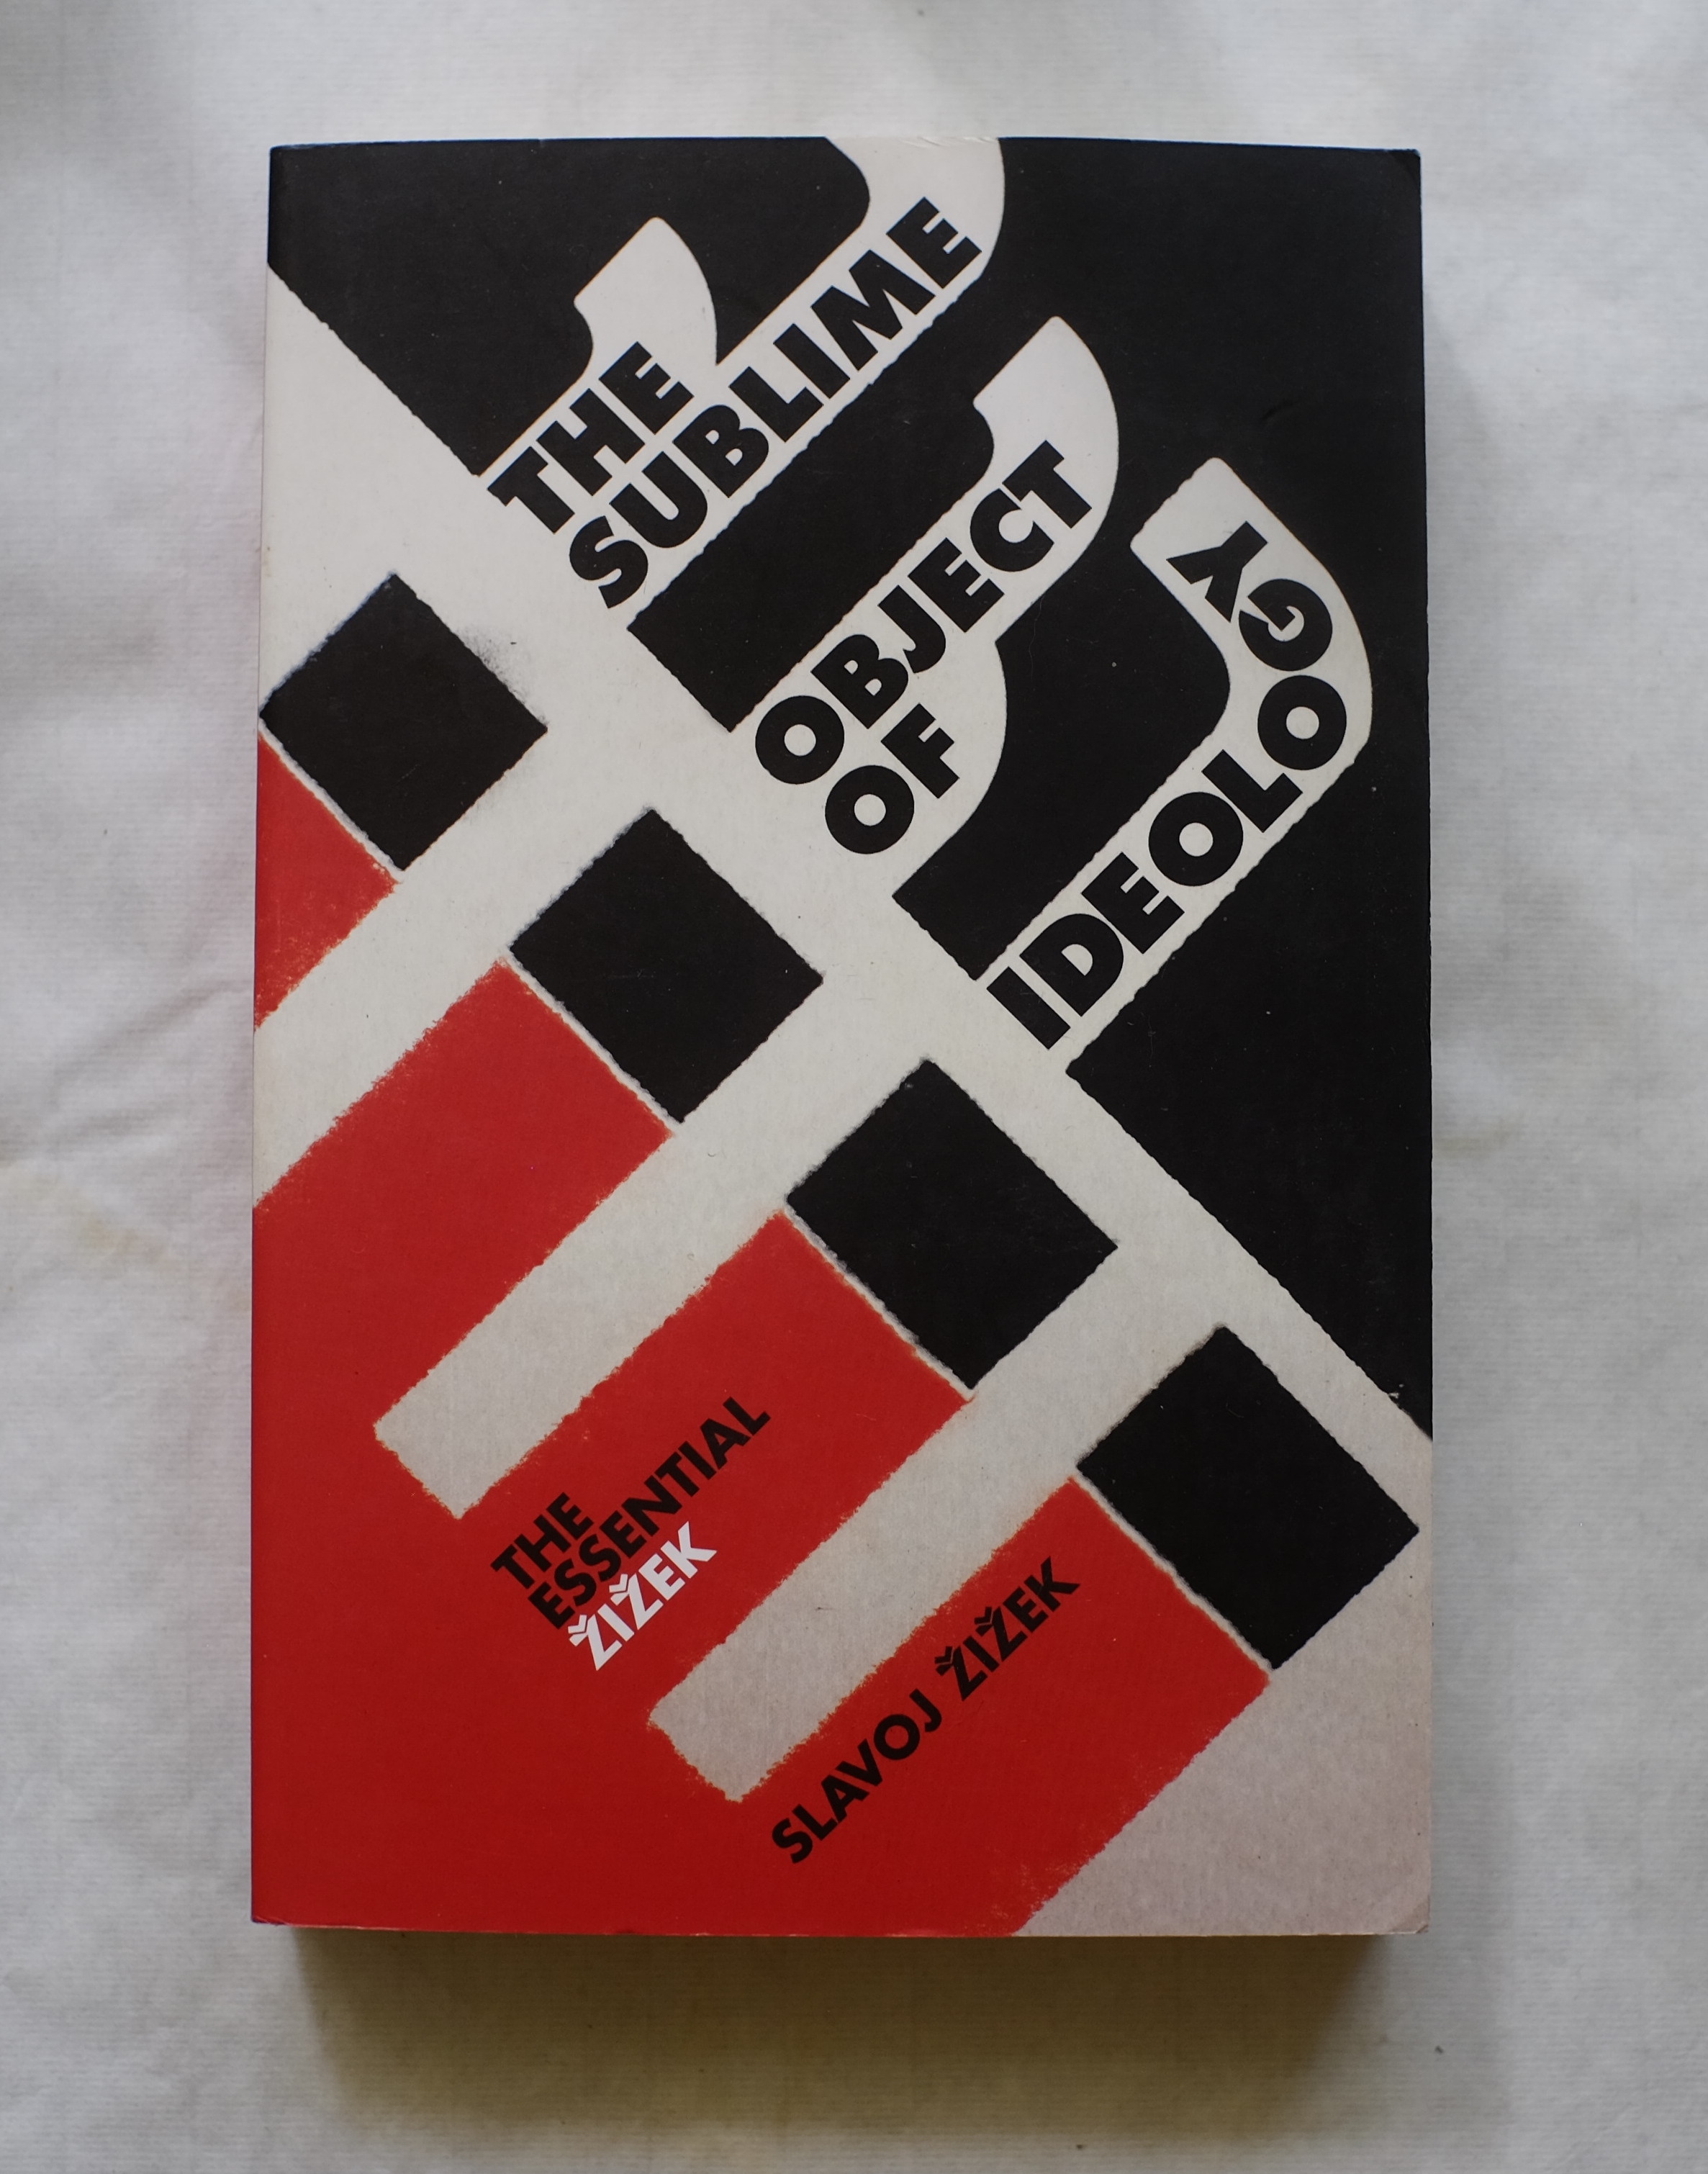 THE
SUBLIME
OBJECT
OF
IDEOLOGY
THE
ESSENTIAL
ŽIŽEK
SLAVOJ ŽIŽEK